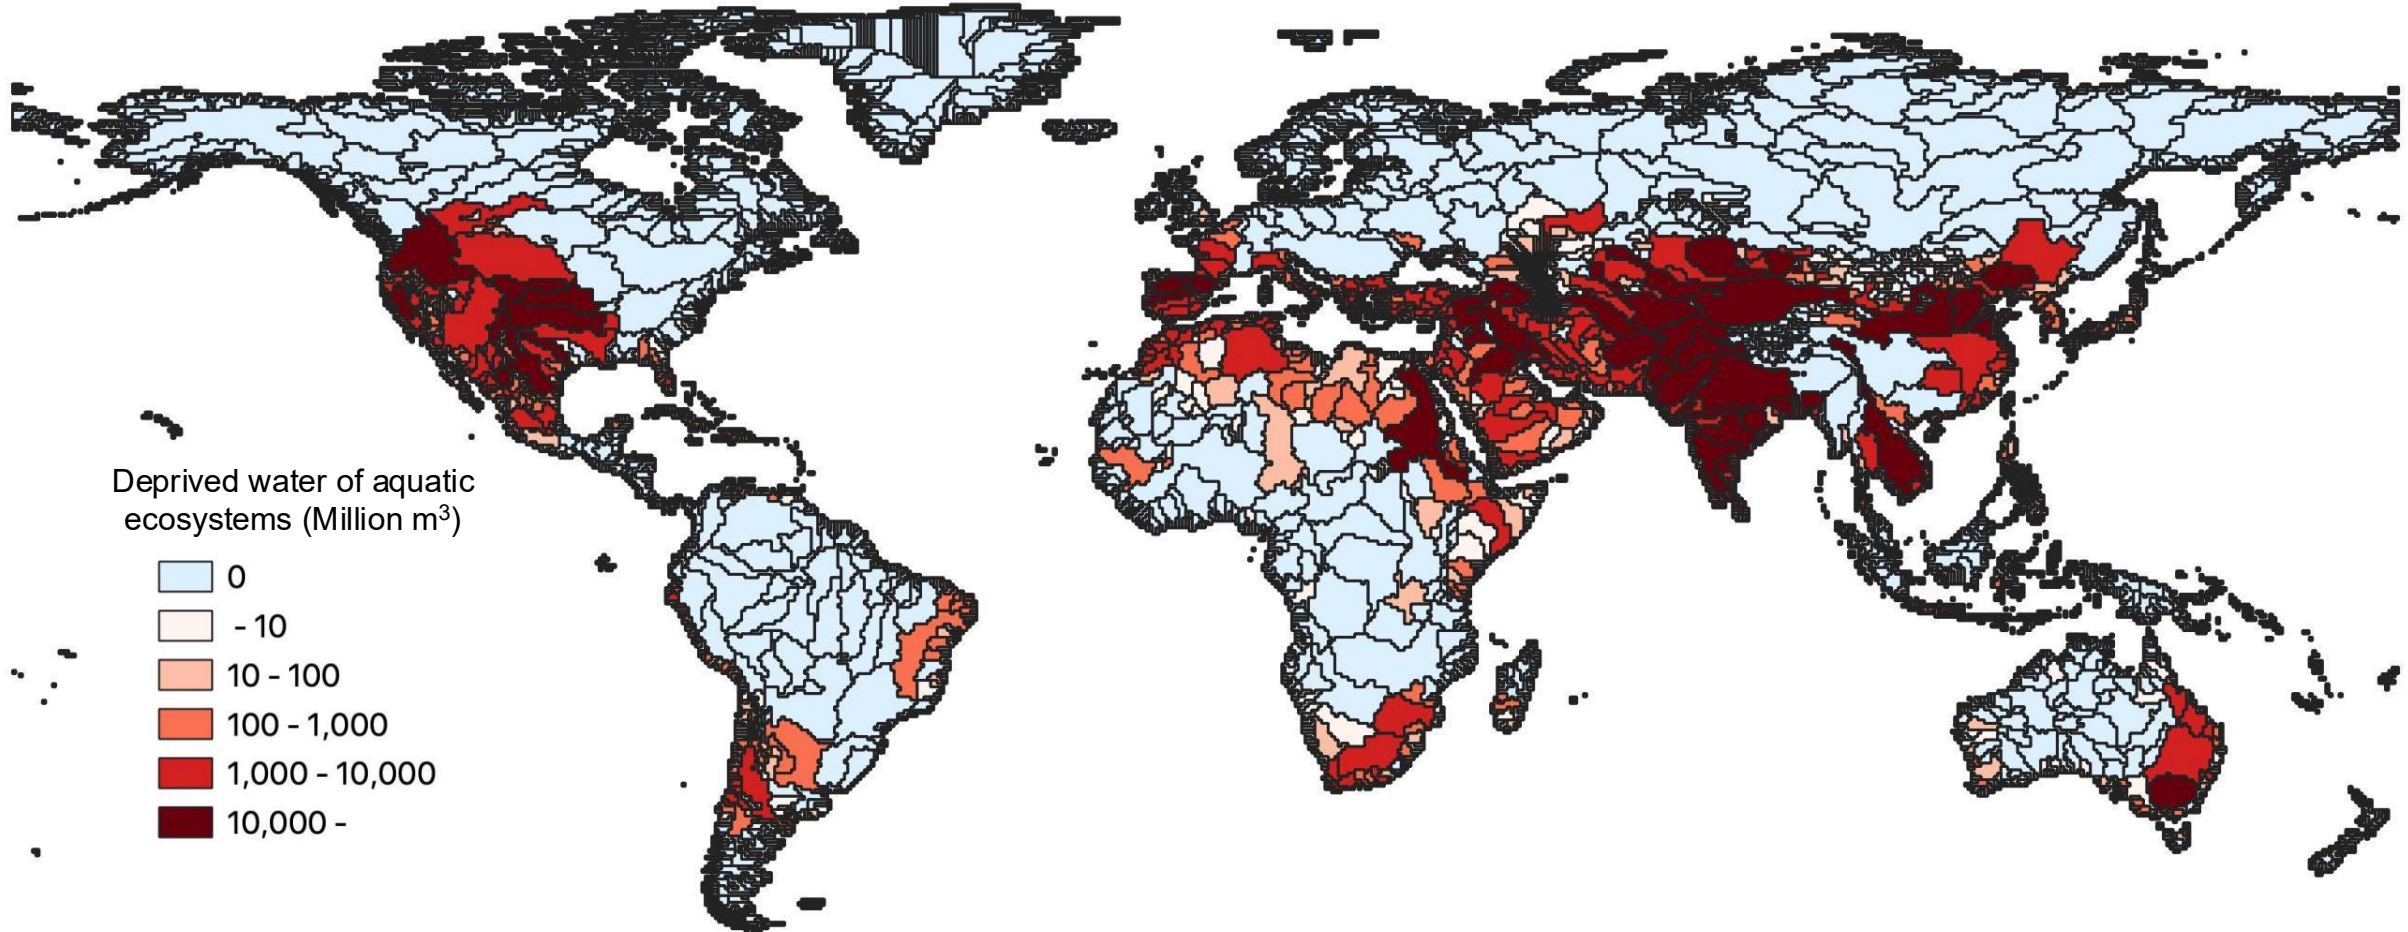 Deprived water of aquatic
ecosystems (Million m³)
0
- 10
10 - 100
100 - 1,000
1,000 - 10,000
10,000 -